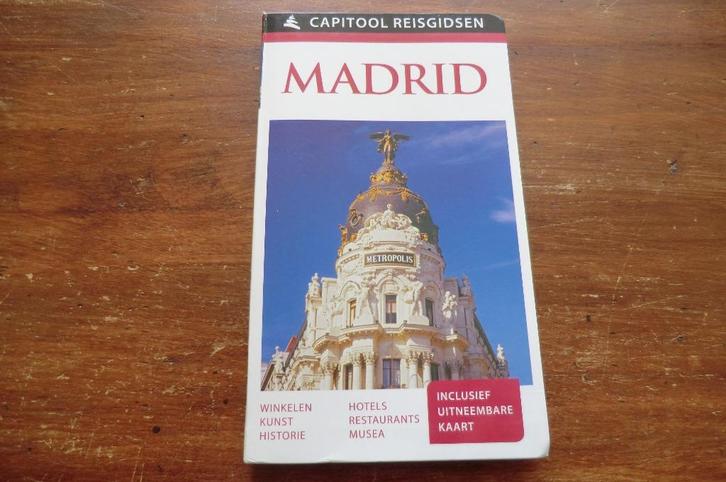 CAPITOOL REISGIDSEN
MADRID
METROPOLIS
WINKELEN
KUNST
HISTORIE
HOTELS
RESTAURANTS
MUSEA
INCLUSIEF
UITNEEMBARE
KAART